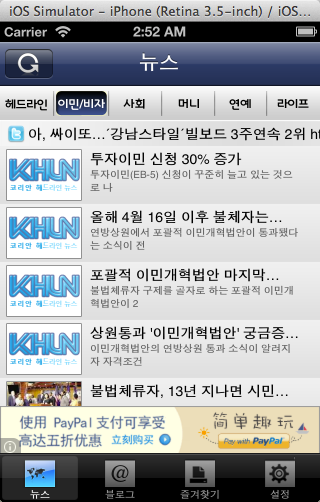 iOS Simulator - iPhone (Retina 3.5-inch) / iOS...
Carrier 2:52 AM
뉴스
헤드라인 이민/비자 사회 머니 연예 라이프
아, 싸이또...´강남스타일´빌보드 3주연속 2위 ht
KHLN
코리안 헤드라인 뉴스
투자이민 신청 30% 증가
투자이민(EB-5) 신청이 꾸준히 늘고 있는 것으로 나
KHLN
코리안 헤드라인 뉴스
올해 4월 16일 이후 불체자는...
연방상원에서 포괄적 이민개혁법안이 통과됐다는 소식이 전
KHLN
코리안 헤드라인 뉴스
포괄적 이민개혁법안 마지막...
불법체류자 구제를 골자로 하는 포괄적 이민개혁법안이 2
KHLN
코리안 헤드라인 뉴스
상원통과 '이민개혁법안' 궁금증...
이민개혁법안의 연방상원 통과 소식이 알려지자 자격조건
불법체류자, 13년 지나면 시민...
使用 PayPal 支付可享受
高达五折优惠 立刻购买
简单趣玩
Pay with PayPal
뉴스 블로그 즐겨찾기 설정